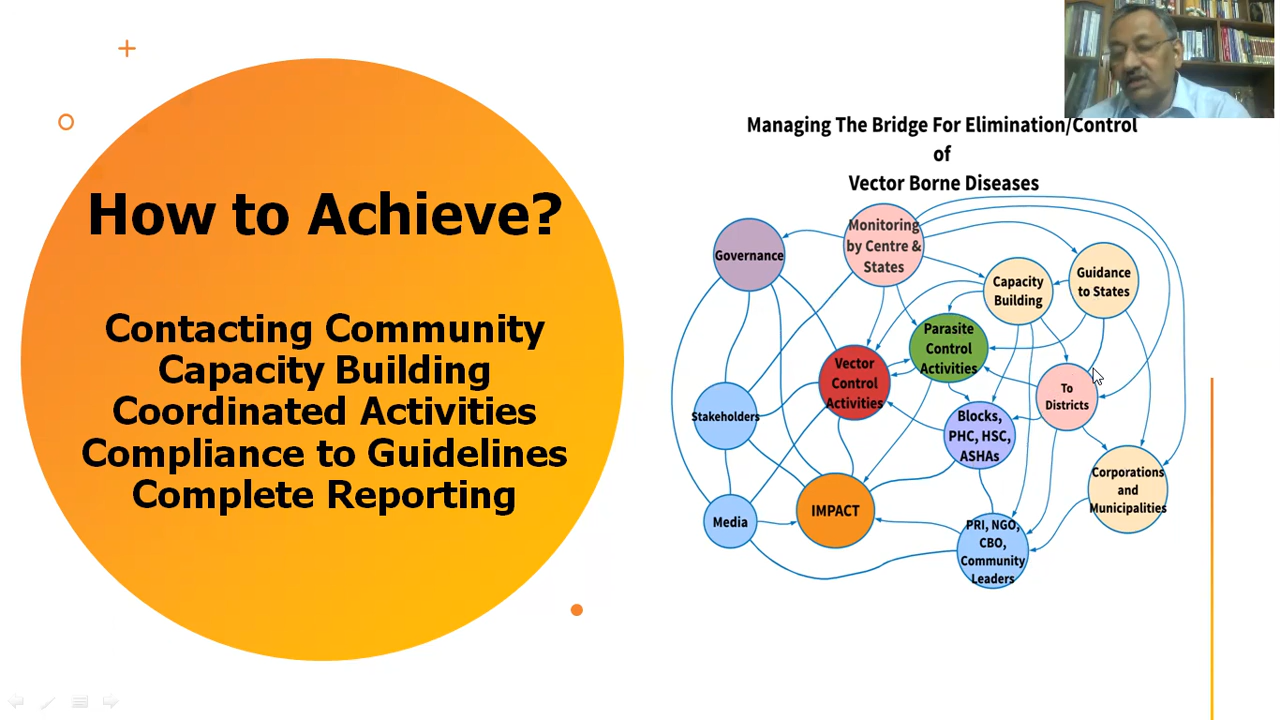 How to Achieve?
Contacting Community
Capacity Building
Coordinated Activities
Compliance to Guidelines
Complete Reporting
Managing The Bridge For Elimination/Control
of
Vector Borne Diseases
Governance
Monitoring
by Centre &
States
Capacity
Building
Guidance
to States
Parasite
Control
Activities
Vector
Control
Activities
To
Districts
Stakeholders
Blocks,
PHC, HSC,
ASHAs
Corporations
and
Municipalities
Media
IMPACT
PRI, NGO,
CBO,
Community
Leaders